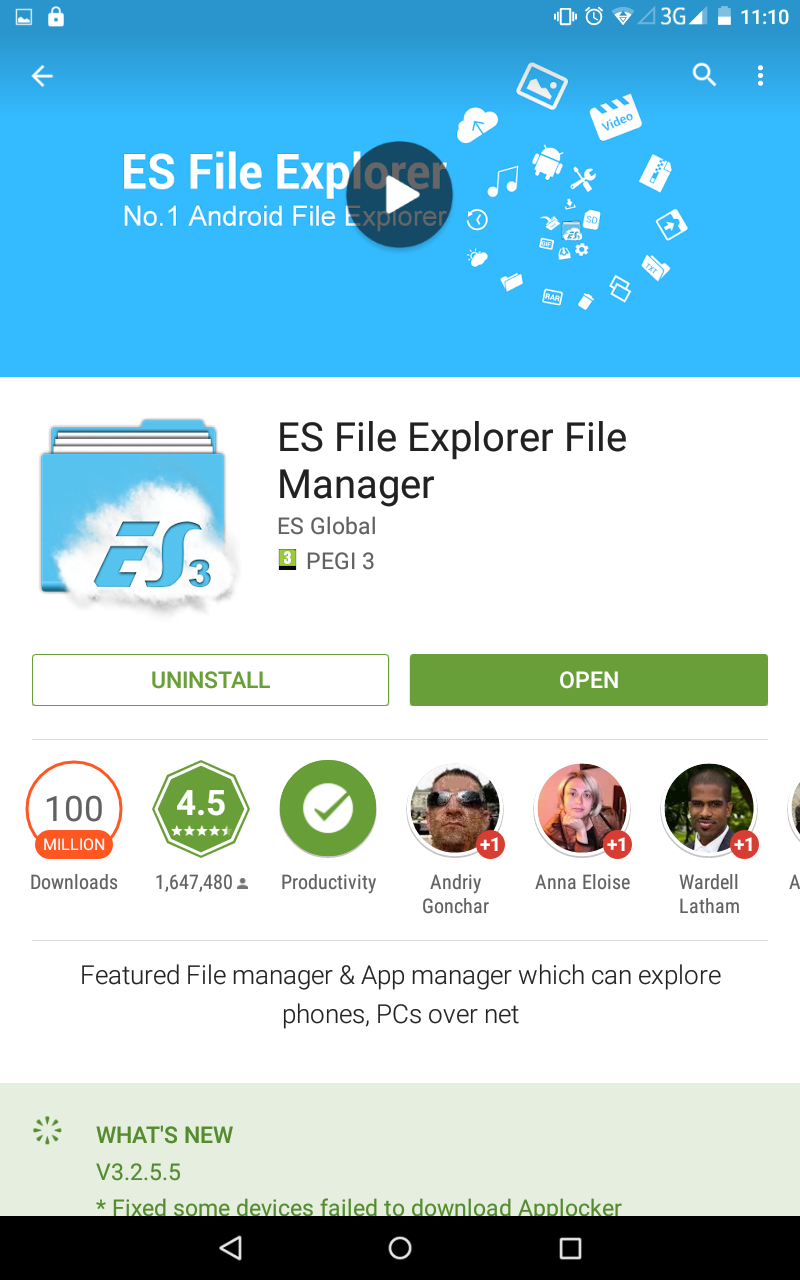 3G 11:10
Video
ES File Explorer
No.1 Android File Explorer
SD
ES
GIF
TXT
RAR
ES File Explorer File
Manager
ES Global
3 PEGI 3
ES3
UNINSTALL
OPEN
100
MILLION
Downloads
4.5
1,647,480
Productivity
+1
Andriy
Gonchar
+1
Anna Eloise
+1
Wardell
Latham
A
Featured File manager & App manager which can explore
phones, PCs over net
WHAT'S NEW
V3.2.5.5
* Fixed some devices failed to download Applocker